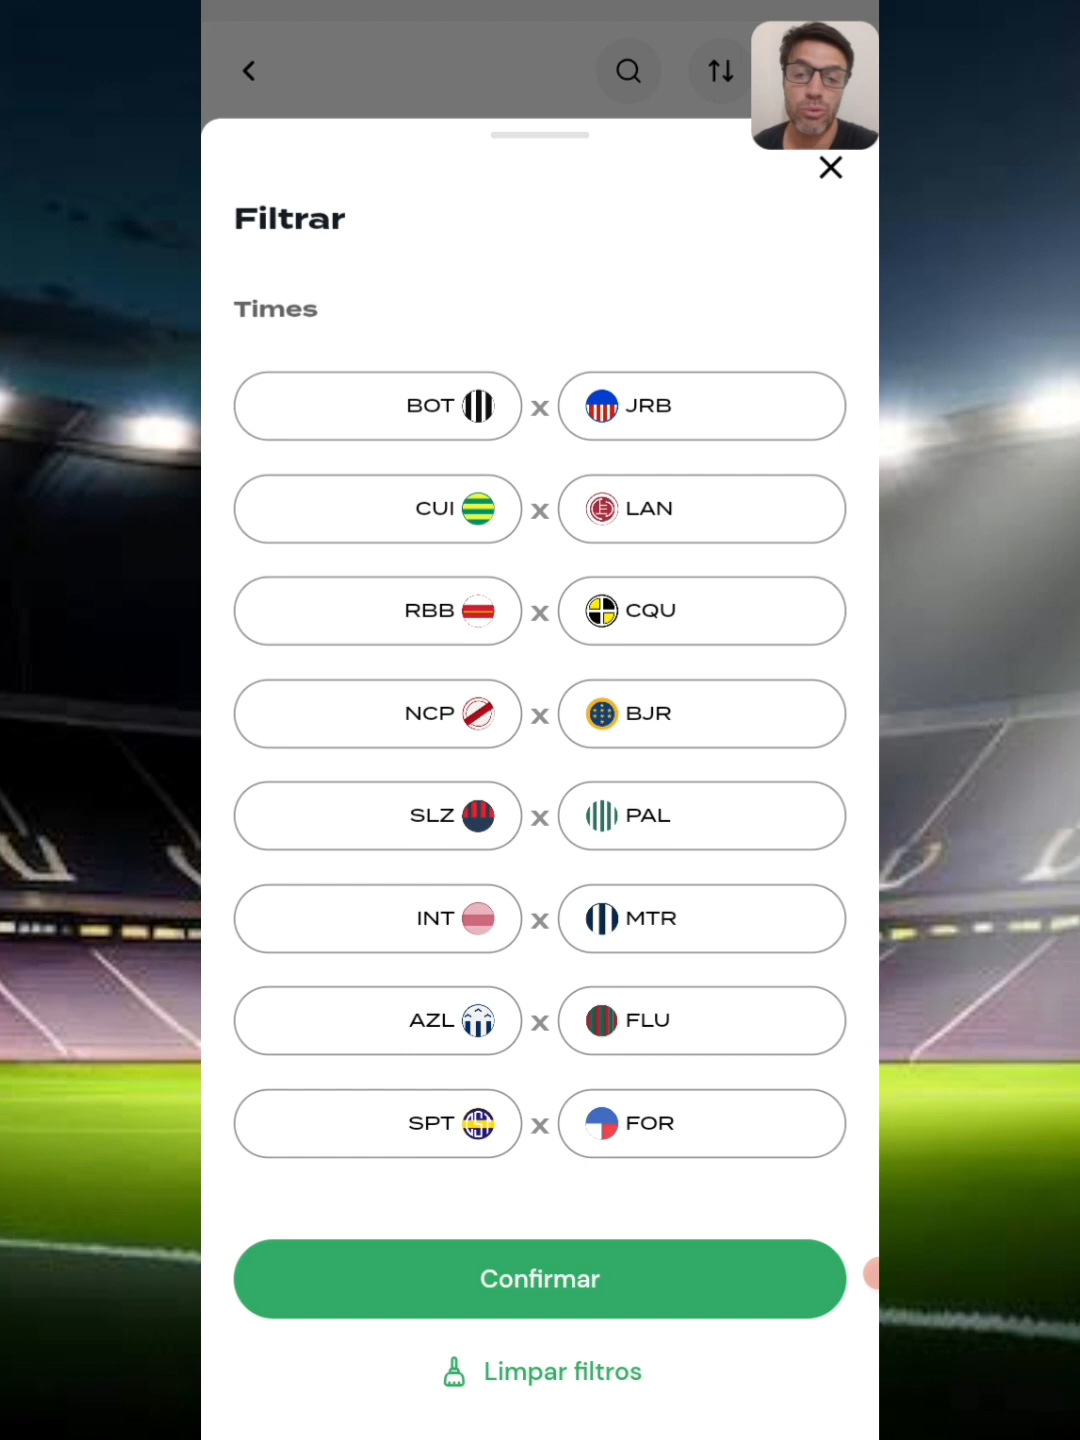 Filtrar
Times
BOT x JRB
CUI x LAN
RBB x CQU
NCP x BJR
SLZ x PAL
INT x MTR
AZL x FLU
SPT x FOR
Confirmar
Limpar filtros